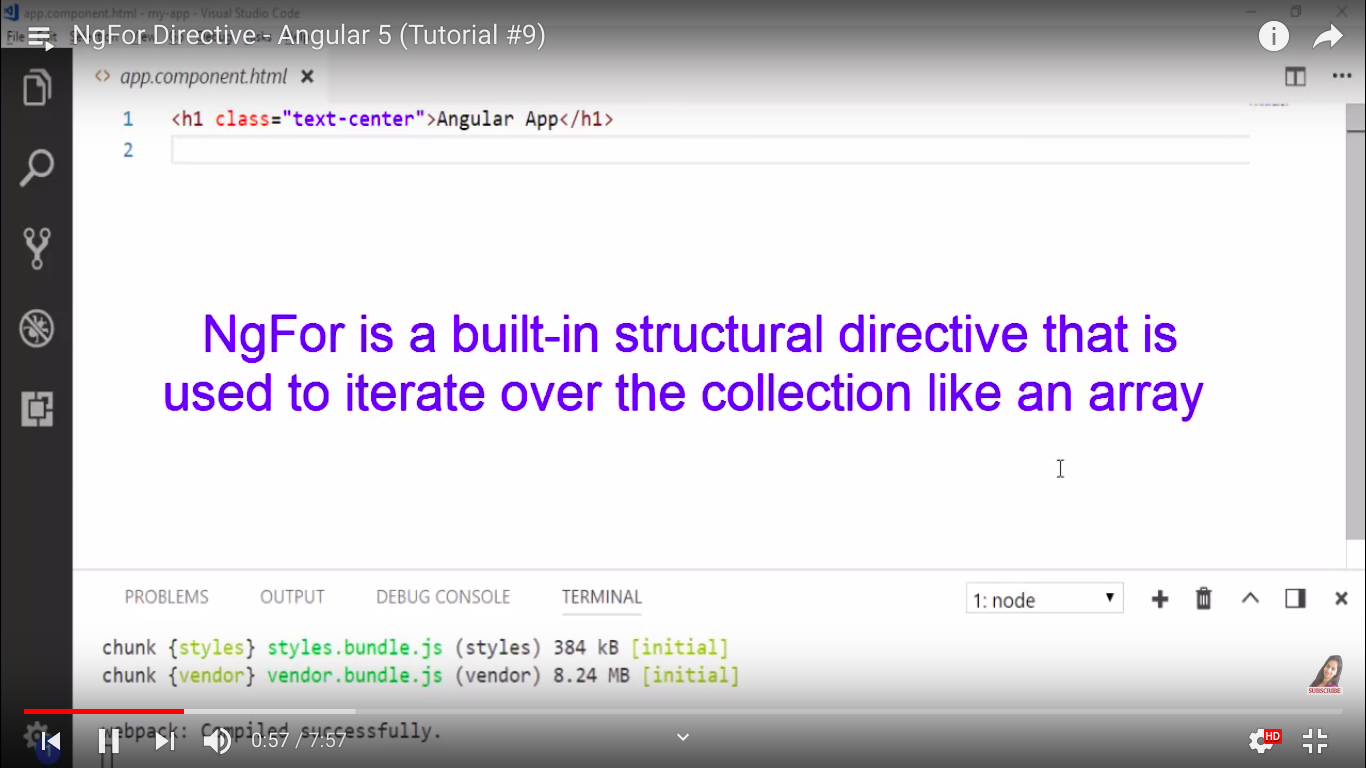 app.component.html - my-app - Visual Studio Code
File
NgFor Directive - Angular 5 (Tutorial #9)
app.component.html
1 <h1 class="text-center">Angular App</h1>
2
NgFor is a built-in structural directive that is
used to iterate over the collection like an array
PROBLEMS OUTPUT DEBUG CONSOLE TERMINAL 1: node
chunk {styles} styles.bundle.js (styles) 384 kB [initial]
chunk {vendor} vendor.bundle.js (vendor) 8.24 MB [initial]
SUBSCRIBE
webpack: Compiled successfully.
1
0:57 / 7:57
HD